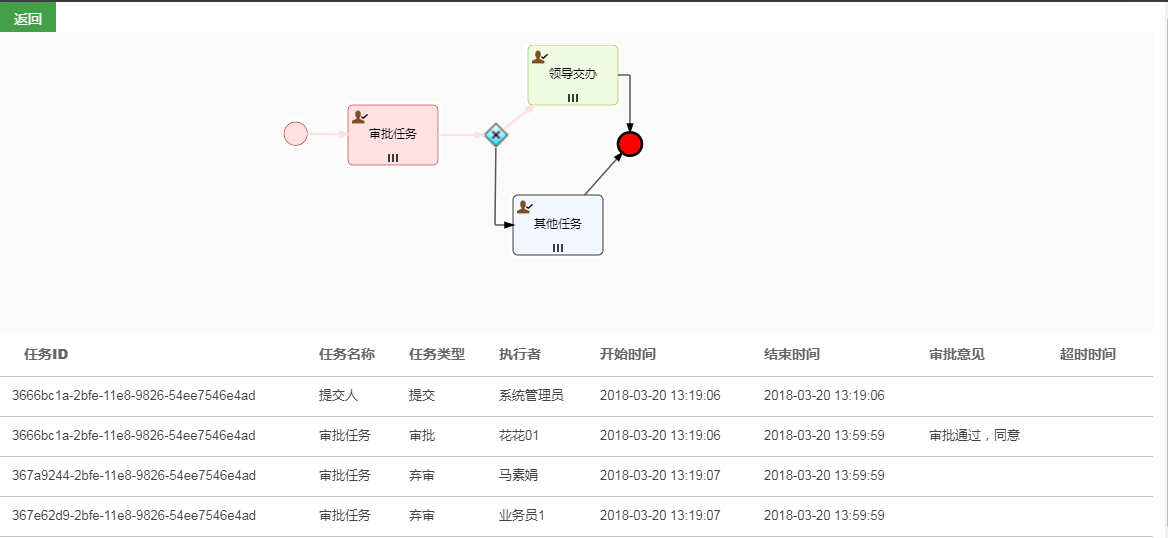 返回
领导交办
审批任务
其他任务
任务ID 任务名称 任务类型 执行者 开始时间 结束时间 审批意见 超时时间
3666bc1a-2bfe-11e8-9826-54ee7546e4ad 提交人 提交 系统管理员 2018-03-20 13:19:06 2018-03-20 13:19:06
3666bc1a-2bfe-11e8-9826-54ee7546e4ad 审批任务 审批 花花01 2018-03-20 13:19:06 2018-03-20 13:59:59 审批通过，同意
367a9244-2bfe-11e8-9826-54ee7546e4ad 审批任务 弃审 马素娟 2018-03-20 13:19:07 2018-03-20 13:59:59
367e62d9-2bfe-11e8-9826-54ee7546e4ad 审批任务 弃审 业务员1 2018-03-20 13:19:07 2018-03-20 13:59:59